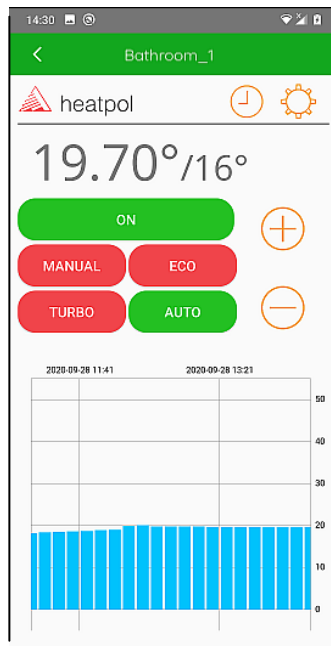 14:30
Bathroom_1
heatpol
19.70°/16°
ON
MANUAL ECO
TURBO AUTO
2020-09-28 11:41 2020-09-28 13:21
50
40
30
20
10
0